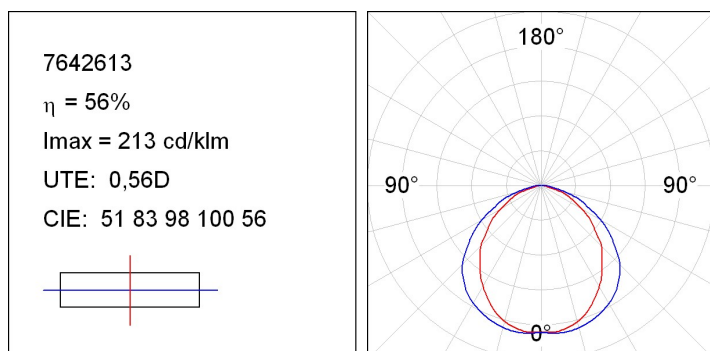 7642613
η = 56%
Imax = 213 cd/klm
UTE: 0,56D
CIE: 51 83 98 100 56
180°
90° 90°
0°